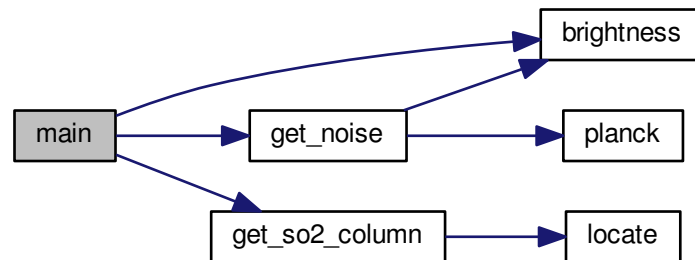 brightness
main
get_noise
planck
get_so2_column
locate